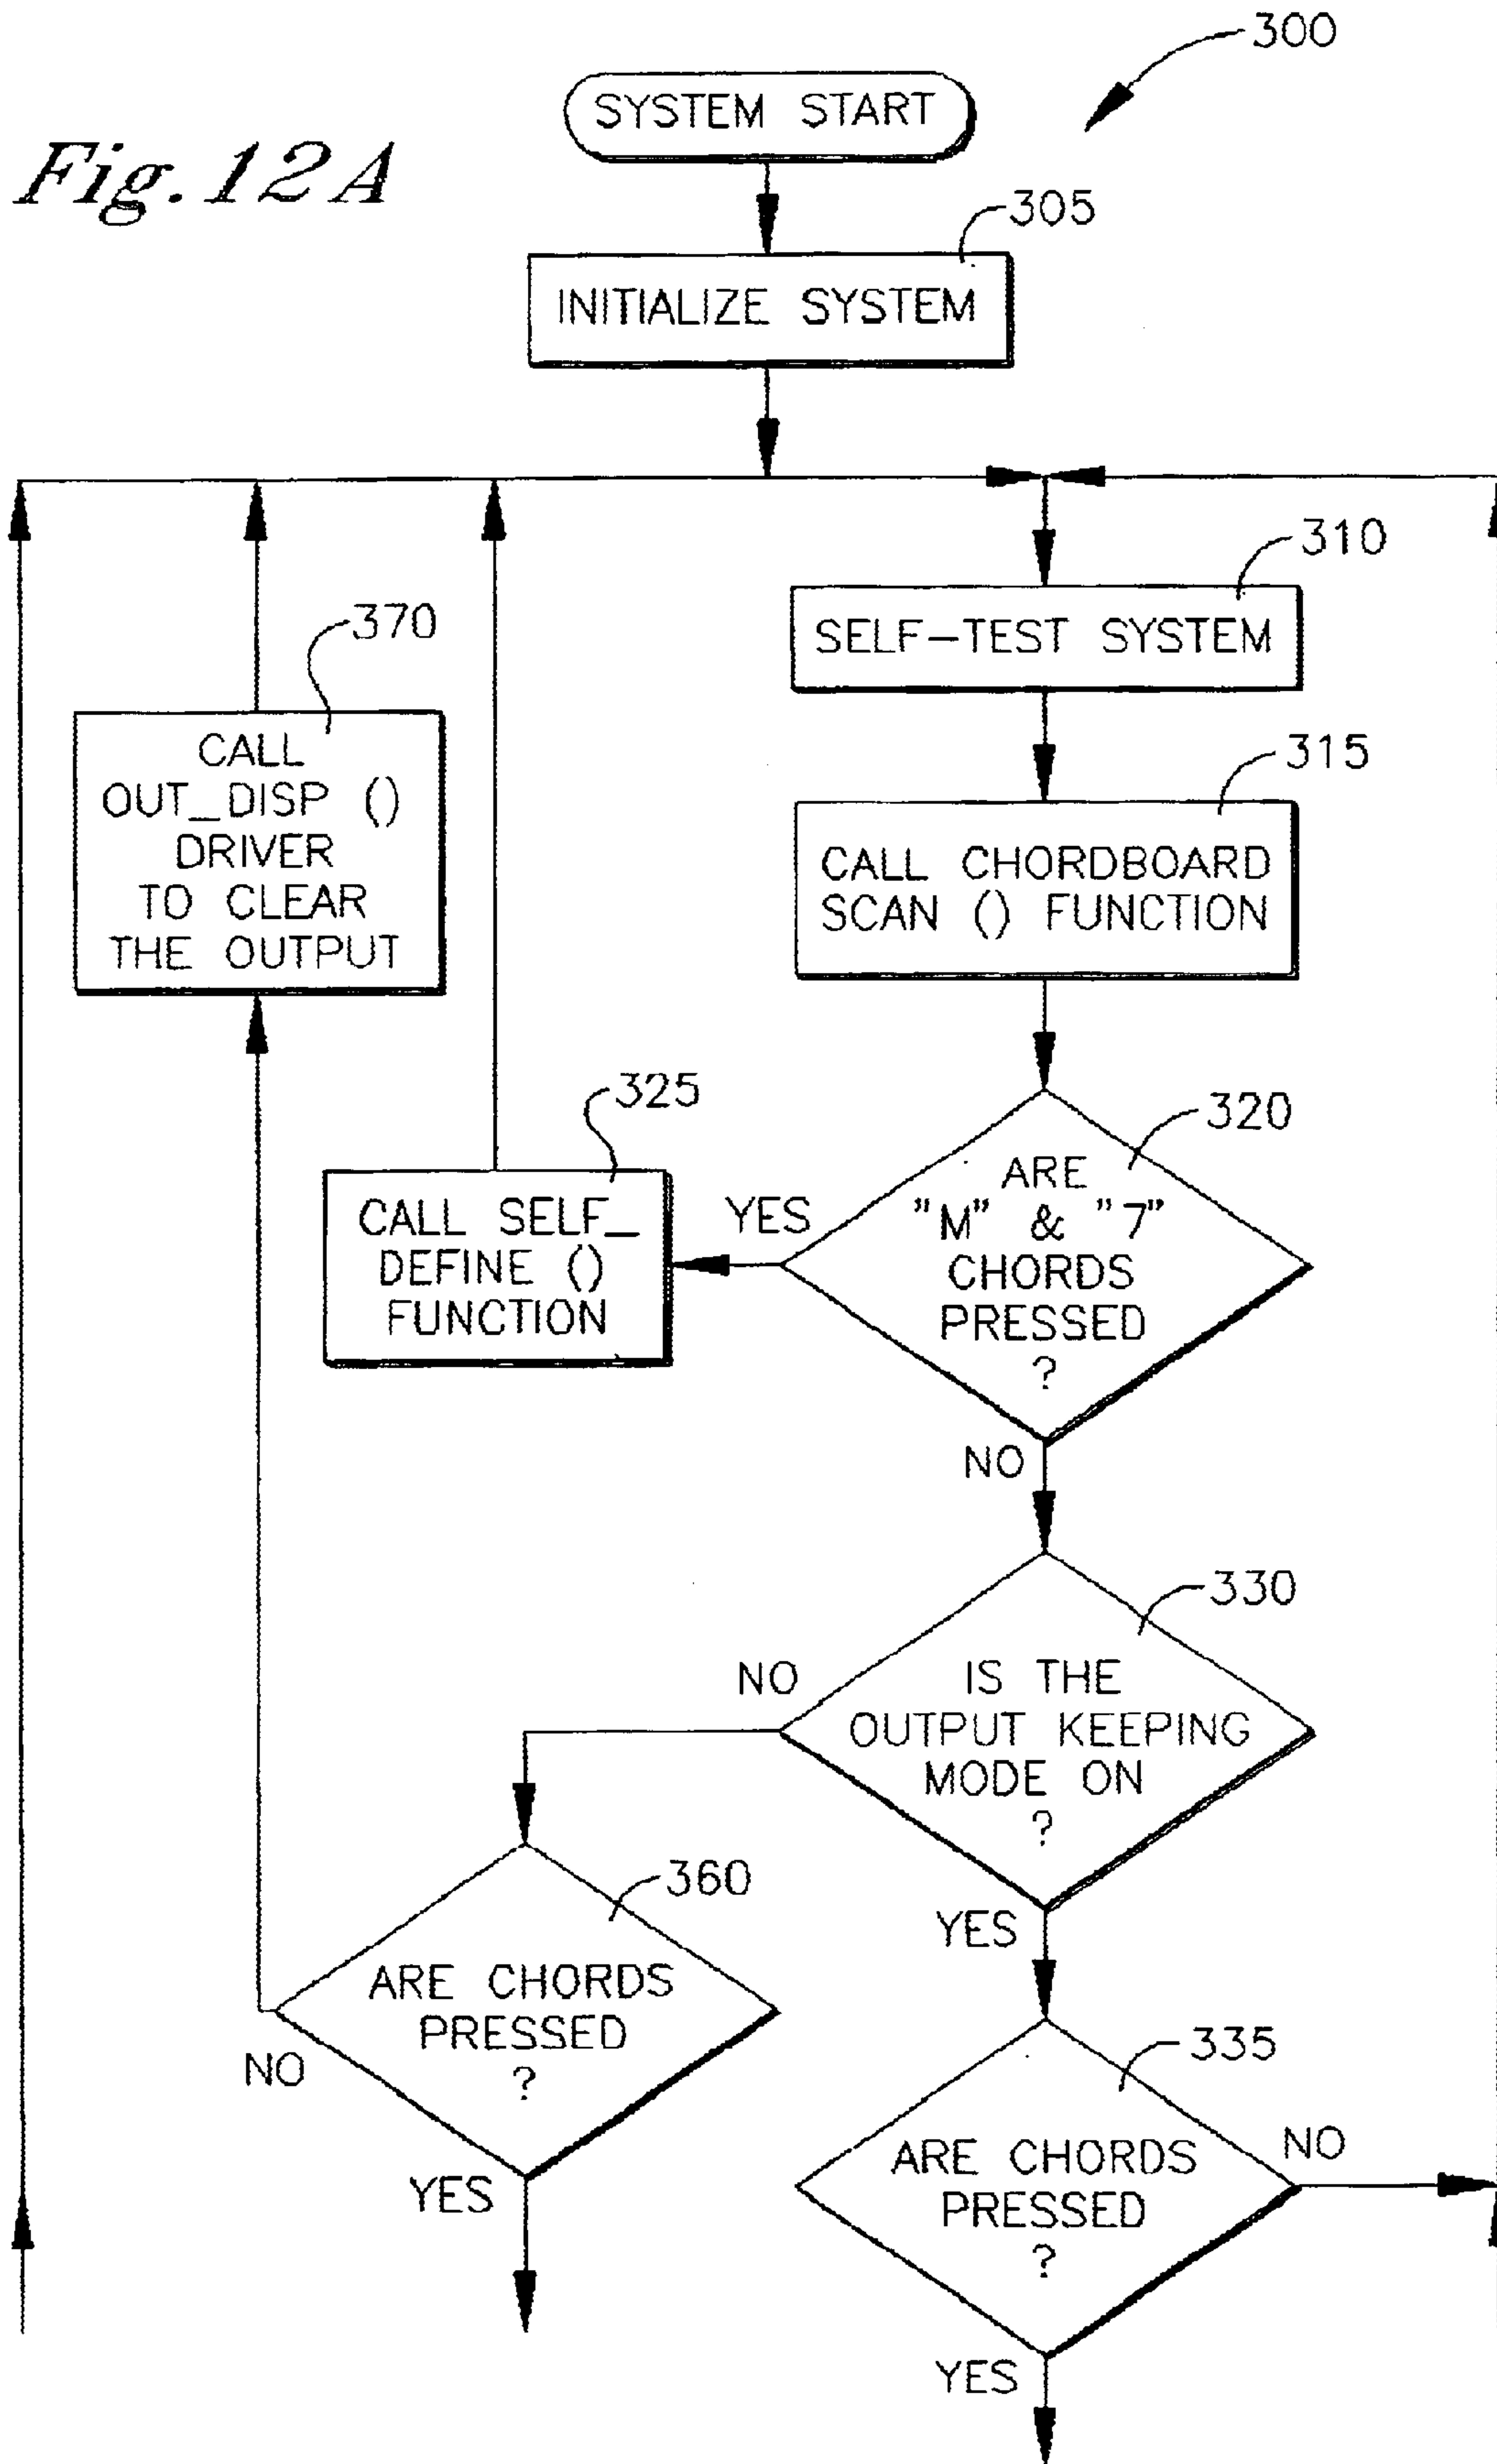 Fig. 12A
300
SYSTEM START
305
INITIALIZE SYSTEM
310
SELF-TEST SYSTEM
370
CALL
OUT_DISP ()
DRIVER
TO CLEAR
THE OUTPUT
315
CALL CHORDBOARD
SCAN () FUNCTION
320
ARE
"M" & "7"
CHORDS
PRESSED
?
YES
325
CALL SELF_
DEFINE ()
FUNCTION
NO
330
IS THE
OUTPUT KEEPING
MODE ON
?
NO
YES
360
ARE CHORDS
PRESSED
?
NO
YES
335
ARE CHORDS
PRESSED
?
NO
YES